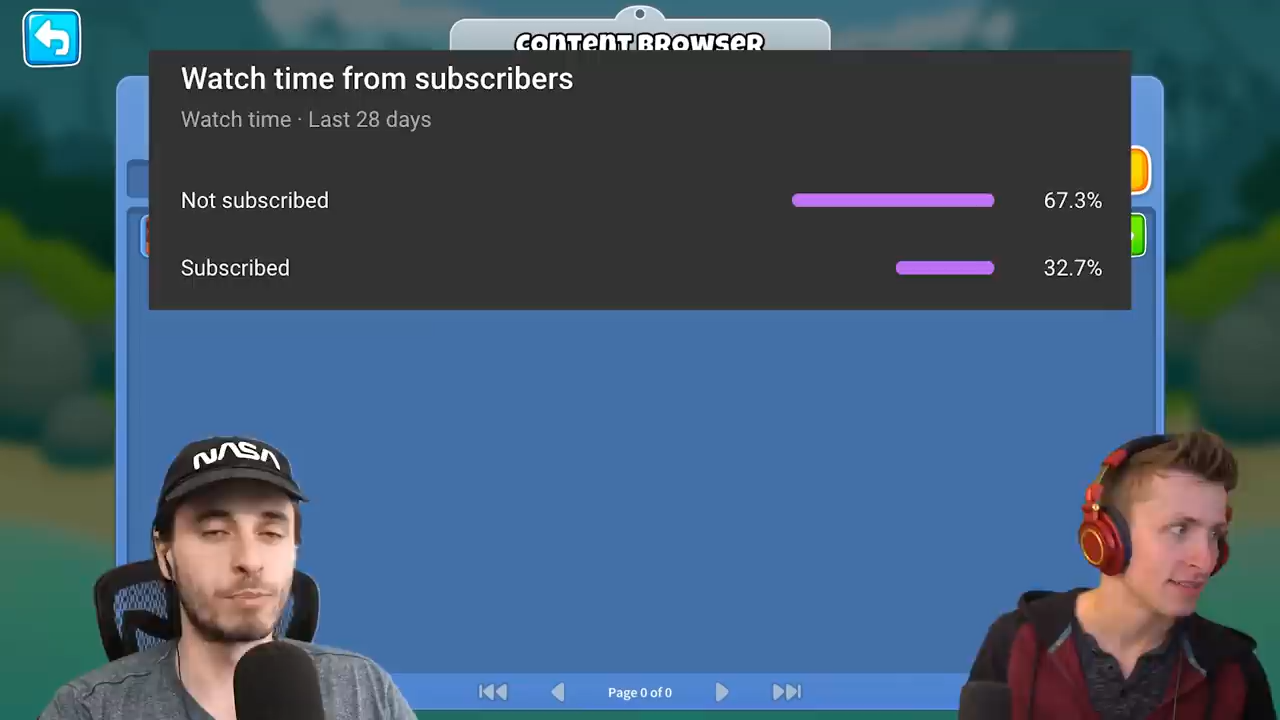 CONTENT BROWSER
Watch time from subscribers
Watch time · Last 28 days
Not subscribed 67.3%
Subscribed 32.7%
NASA
Page 0 of 0